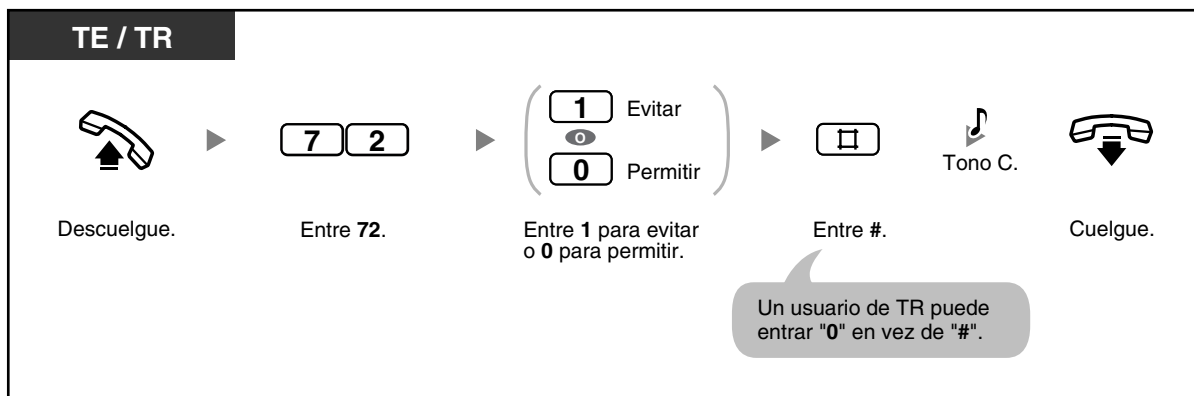 TE / TR
7 2
1 Evitar
o
0 Permitir
#
Tono C.
Descuelgue.
Entre 72.
Entre 1 para evitar
o 0 para permitir.
Entre #.
Cuelgue.
Un usuario de TR puede
entrar "0" en vez de "#".